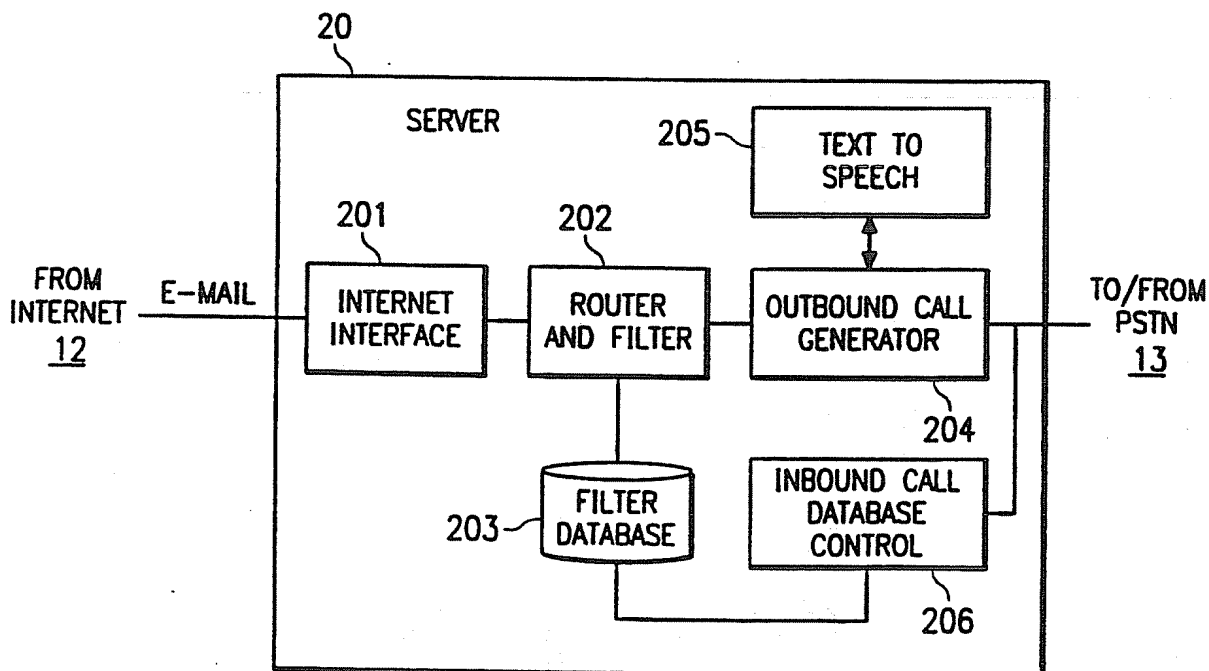 20
SERVER
205
TEXT TO
SPEECH
201
202
FROM
INTERNET
12
E-MAIL
INTERNET
INTERFACE
ROUTER
AND FILTER
OUTBOUND CALL
GENERATOR
TO/FROM
PSTN
13
204
203
FILTER
DATABASE
INBOUND CALL
DATABASE
CONTROL
206